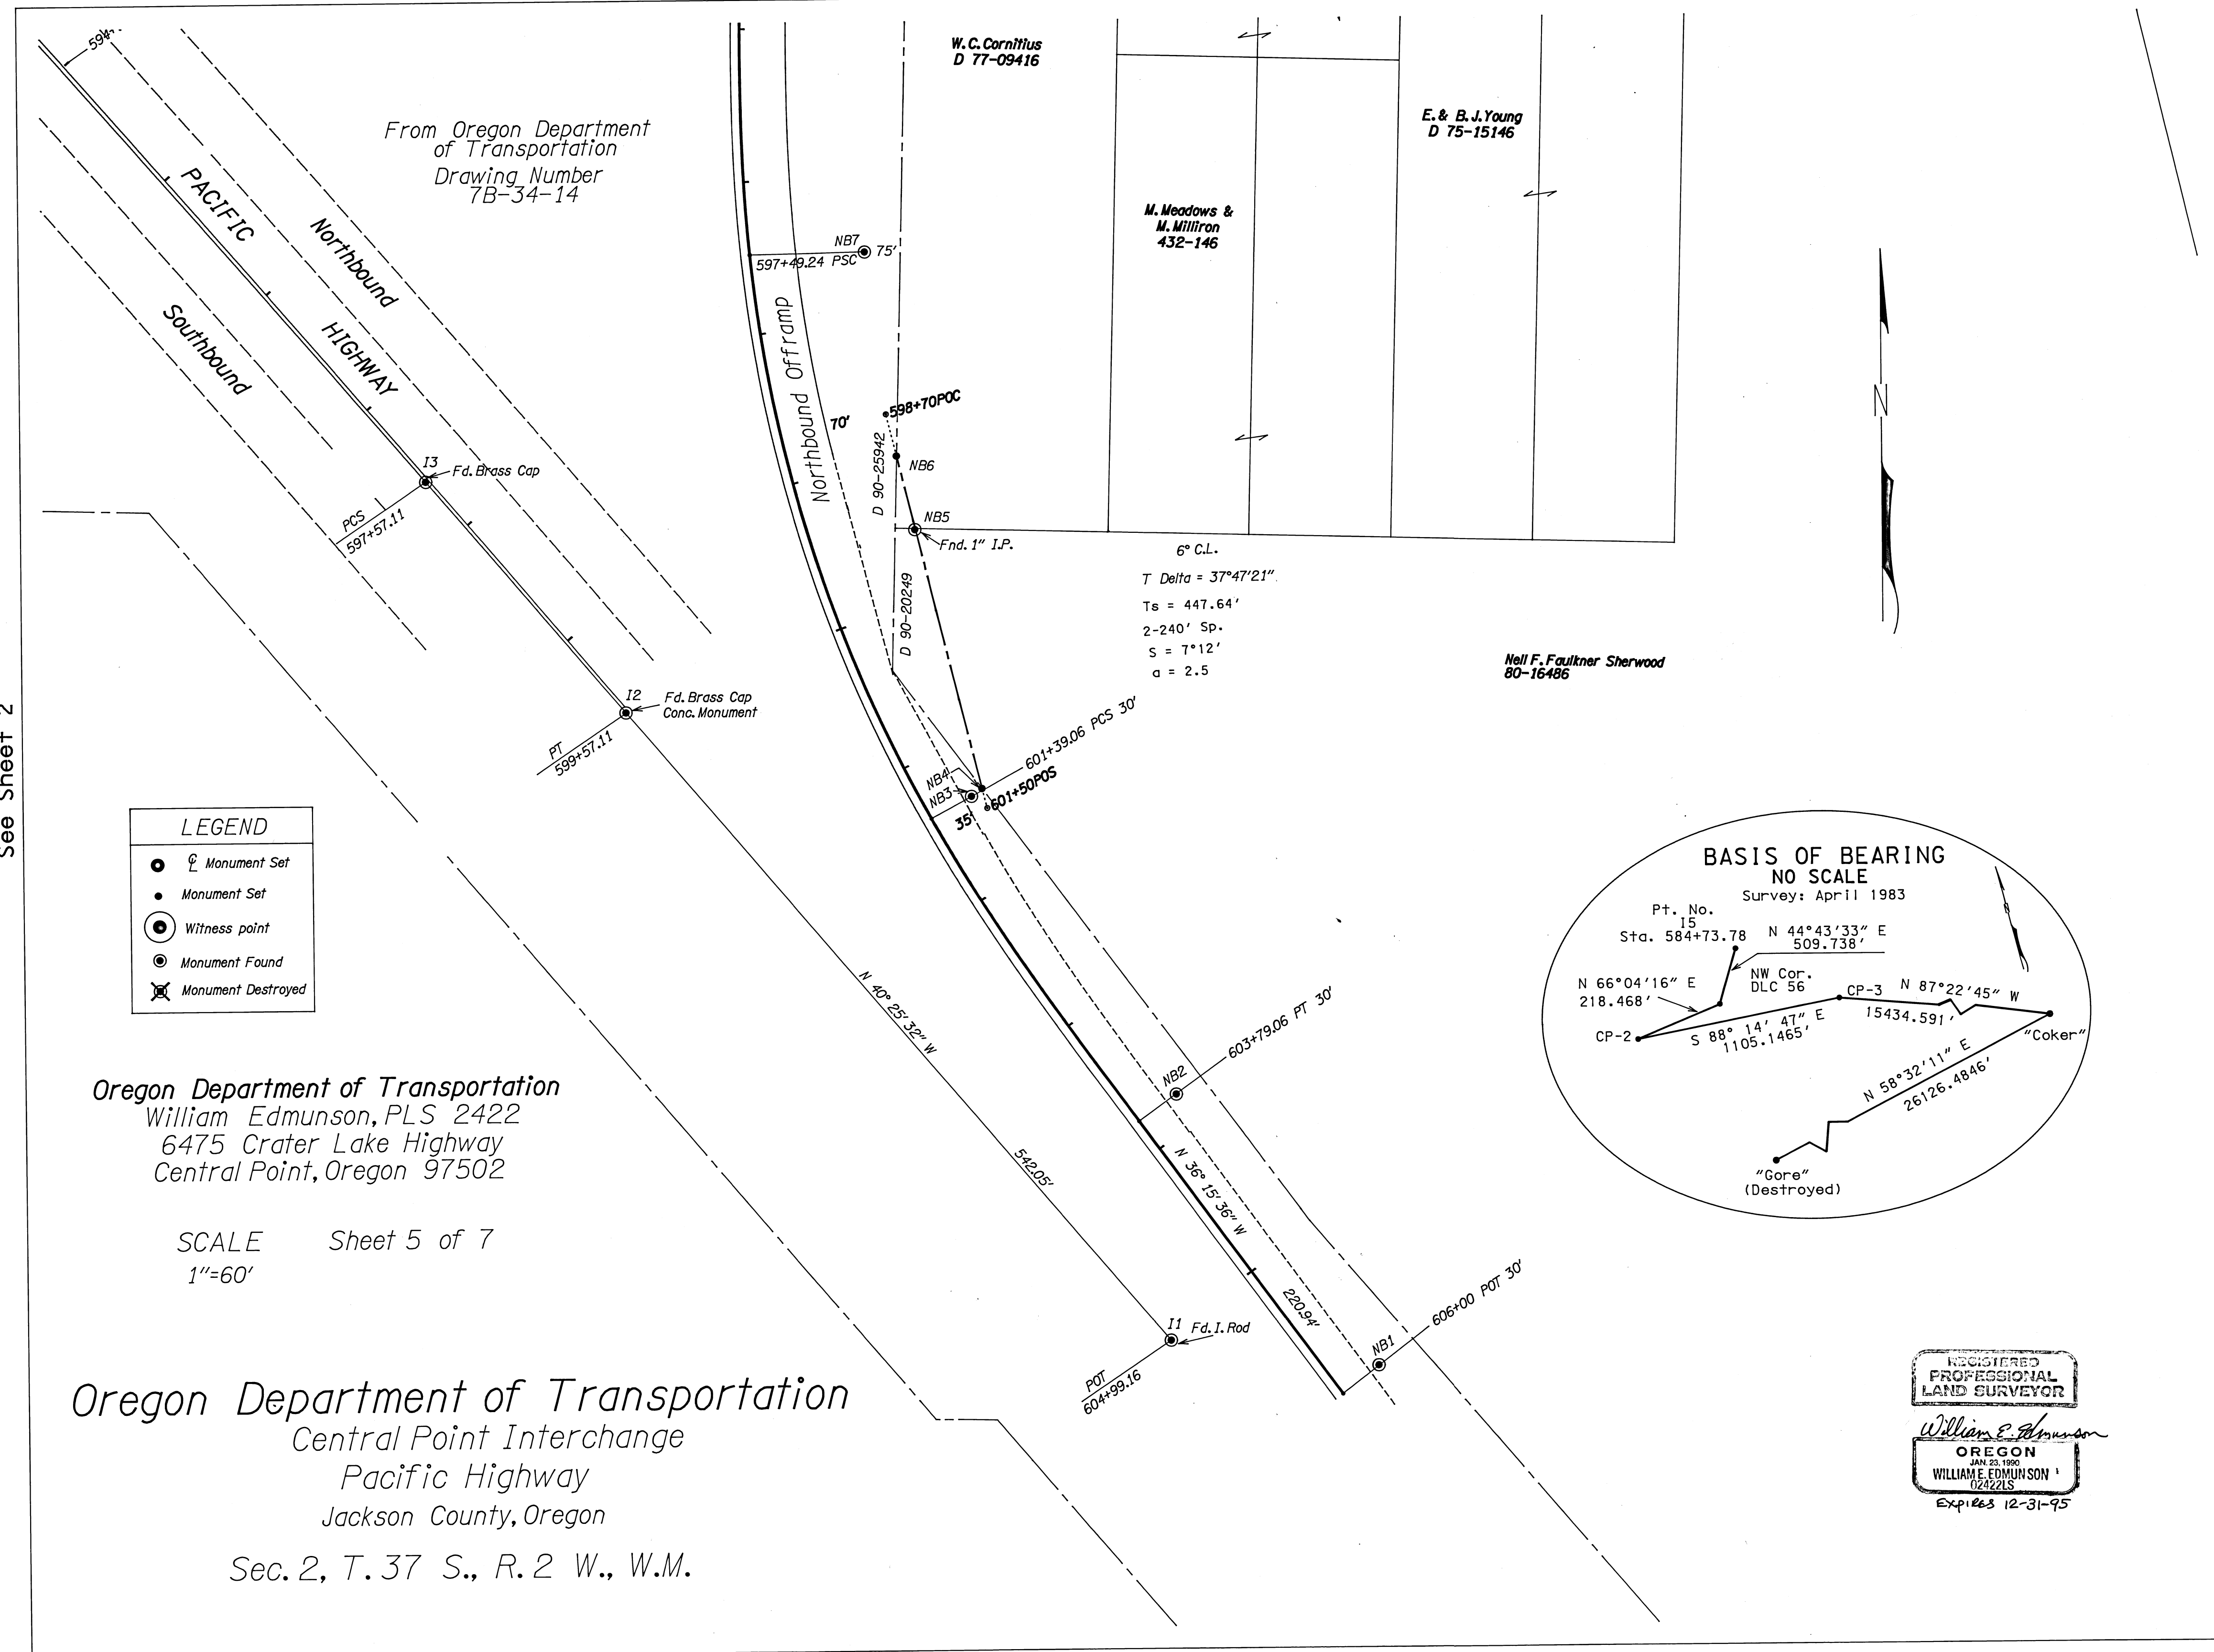 594
From Oregon Department
of Transportation
Drawing Number
7B-34-14
PACIFIC
HIGHWAY
Northbound
Southbound
W.C. Cornitius
D 77-09416
E. & B.J. Young
D 75-15146
M. Meadows &
M. Milliron
432-146
NB7
75'
597+49.24 PSC
Northbound Offramp
70'
598+70POC
D 90-25942
NB6
NB5
Fnd. 1" I.P.
D 90-20249
6° C.L.
T Delta = 37°47'21"
Ts = 447.64'
2-240' Sp.
S = 7°12'
a = 2.5
N
Nell F. Faulkner Sherwood
80-16486
I3
Fd. Brass Cap
PCS
597+57.11
I2
Fd. Brass Cap
Conc. Monument
PT
599+57.11
See Sheet 2
601+39.06 PCS 30'
NB4
NB3
601+50POS
35'
LEGEND
℄ Monument Set
Monument Set
Witness point
Monument Found
Monument Destroyed
BASIS OF BEARING
NO SCALE
Survey: April 1983
Pt. No.
I5
Sta. 584+73.78
N 44°43'33" E
509.738'
N
N 66°04'16" E
218.468'
NW Cor.
DLC 56
CP-3
N 87°22'45" W
15434.591'
CP-2
S 88° 14' 47" E
1105.1465'
"Coker"
N 58°32'11" E
26126.4846'
"Gore"
(Destroyed)
N 40° 25' 32" W
542.05'
603+79.06 PT 30'
NB2
N 36° 15' 36" W
220.94'
606+00 POT 30'
NB1
I1
Fd. I. Rod
POT
604+99.16
Oregon Department of Transportation
William Edmunson, PLS 2422
6475 Crater Lake Highway
Central Point, Oregon 97502
SCALE
Sheet 5 of 7
1"=60'
Oregon Department of Transportation
Central Point Interchange
Pacific Highway
Jackson County, Oregon
Sec. 2, T. 37 S., R. 2 W., W.M.
REGISTERED
PROFESSIONAL
LAND SURVEYOR
William E. Edmunson
OREGON
JAN. 23, 1990
WILLIAM E. EDMUNSON
02422LS
EXPIRES 12-31-95